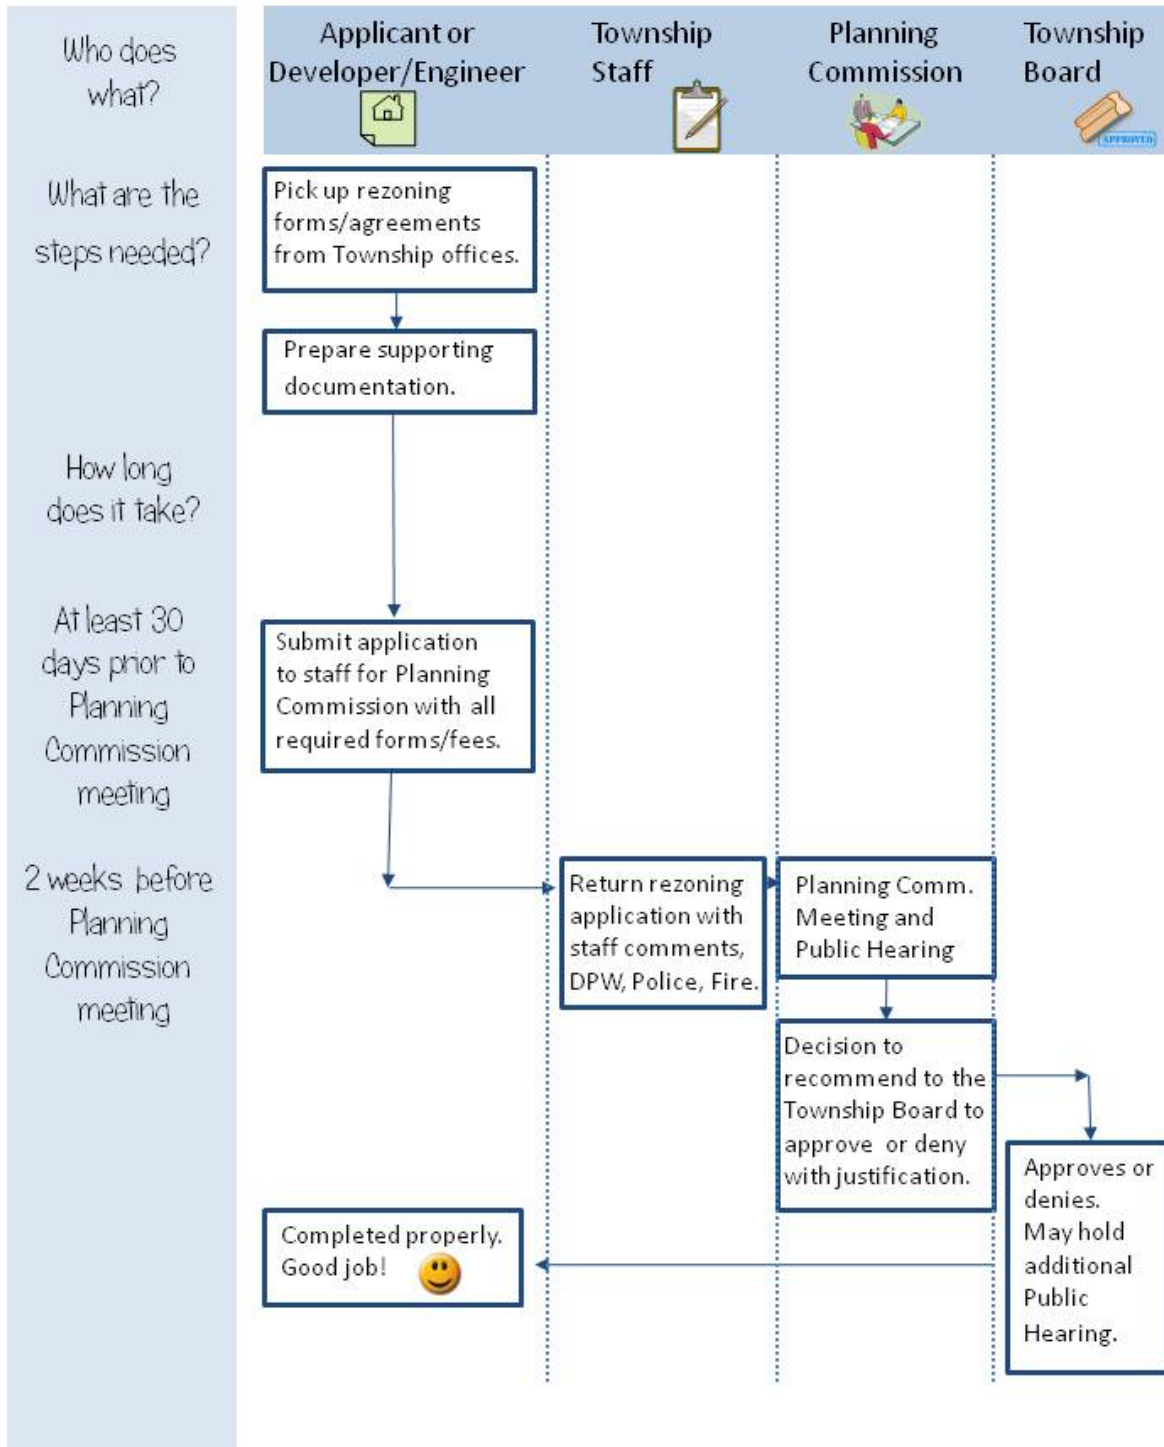 Who does
what?
Applicant or
Developer/Engineer
Township
Staff
Planning
Commission
Township
Board
APPROVED
What are the
steps needed?
Pick up rezoning
forms/agreements
from Township offices.
Prepare supporting
documentation.
How long
does it take?
At least 30
days prior to
Planning
Commission
meeting
Submit application
to staff for Planning
Commission with all
required forms/fees.
2 weeks before
Planning
Commission
meeting
Return rezoning
application with
staff comments,
DPW, Police, Fire.
Planning Comm.
Meeting and
Public Hearing
Decision to
recommend to the
Township Board to
approve or deny
with justification.
Approves or
denies.
May hold
additional
Public
Hearing.
Completed properly.
Good job!